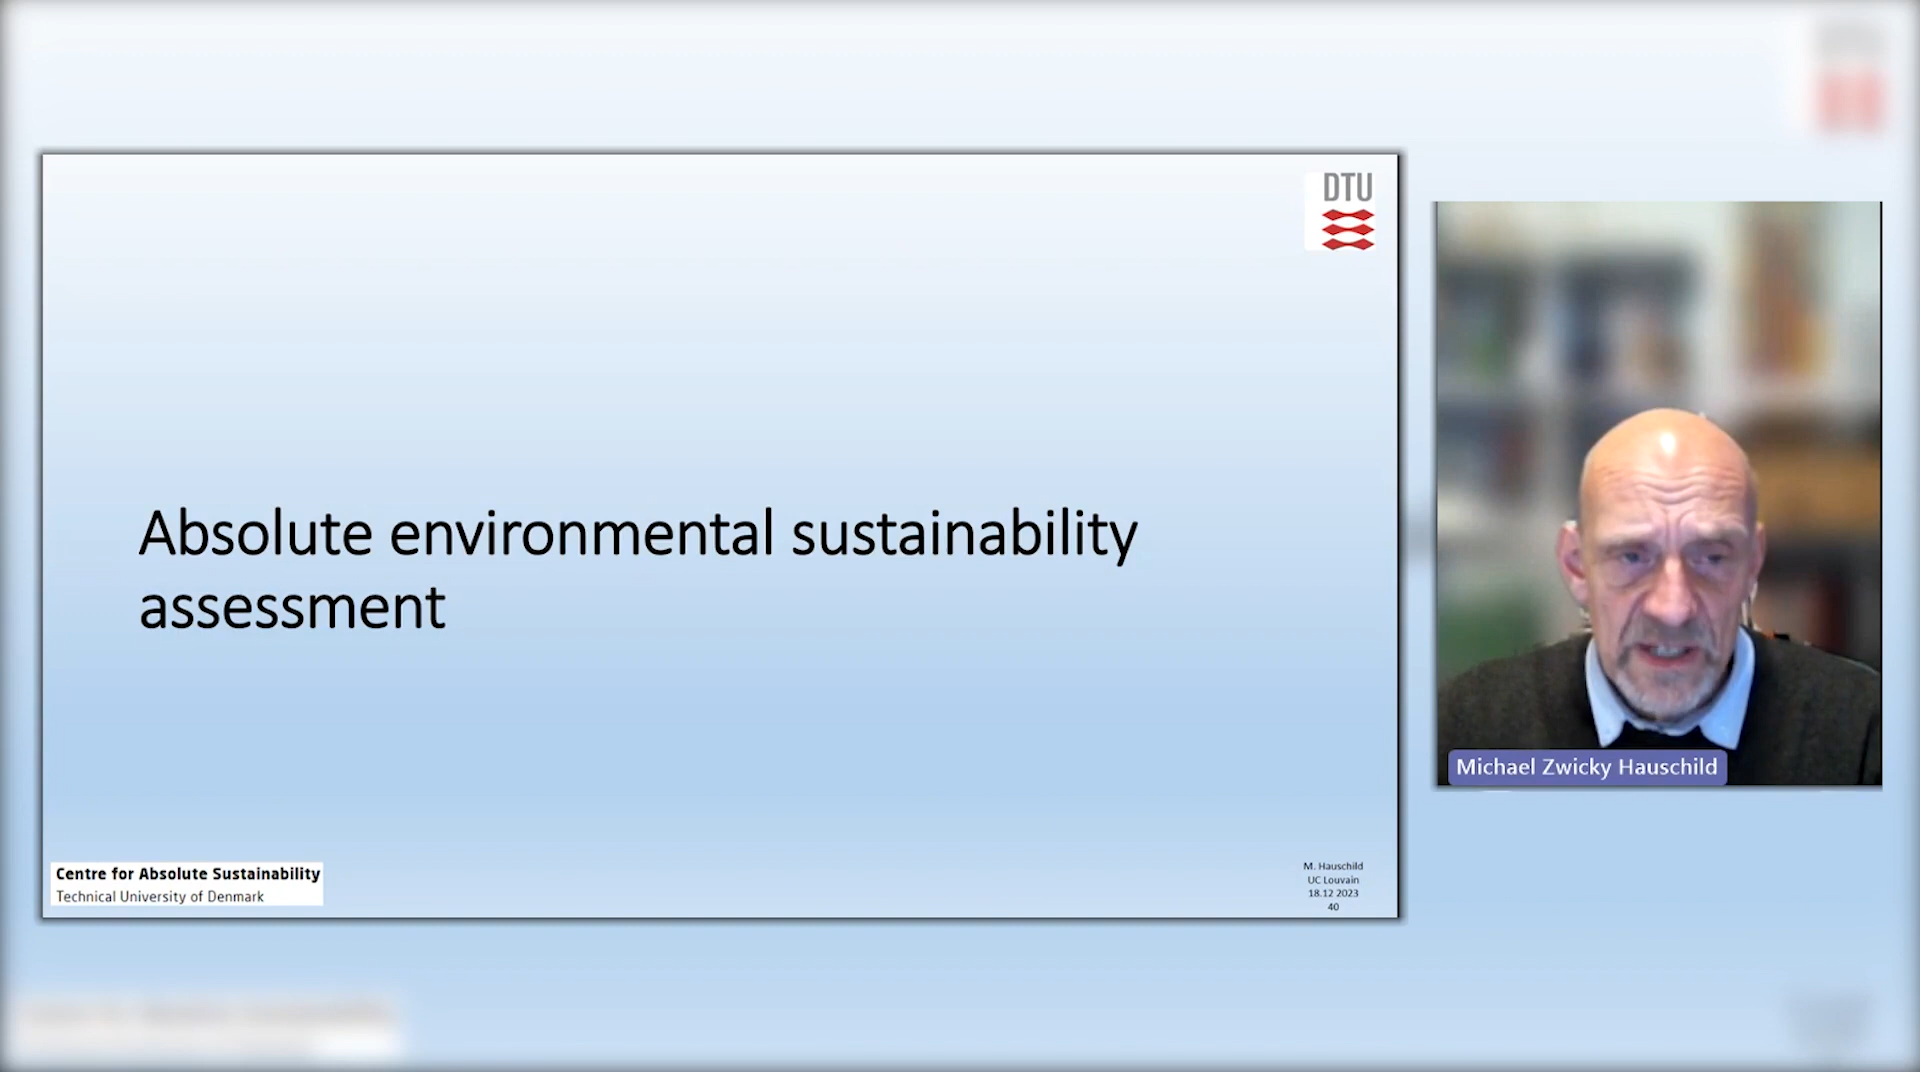 DTU
Absolute environmental sustainability
assessment
Michael Zwicky Hauschild
Centre for Absolute Sustainability
Technical University of Denmark
M. Hauschild
UC Louvain
18.12 2023
40